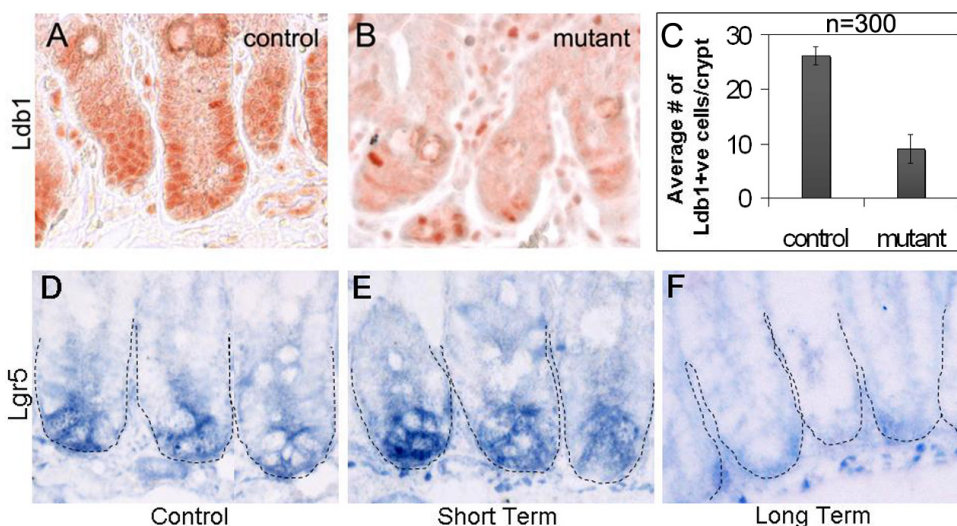 Ldb1
A
control
B
mutant
C
n=300
Average # of
Ldb1+ve cells/crypt
30
20
10
0
control
mutant
Lgr5
D
E
F
Control
Short Term
Long Term